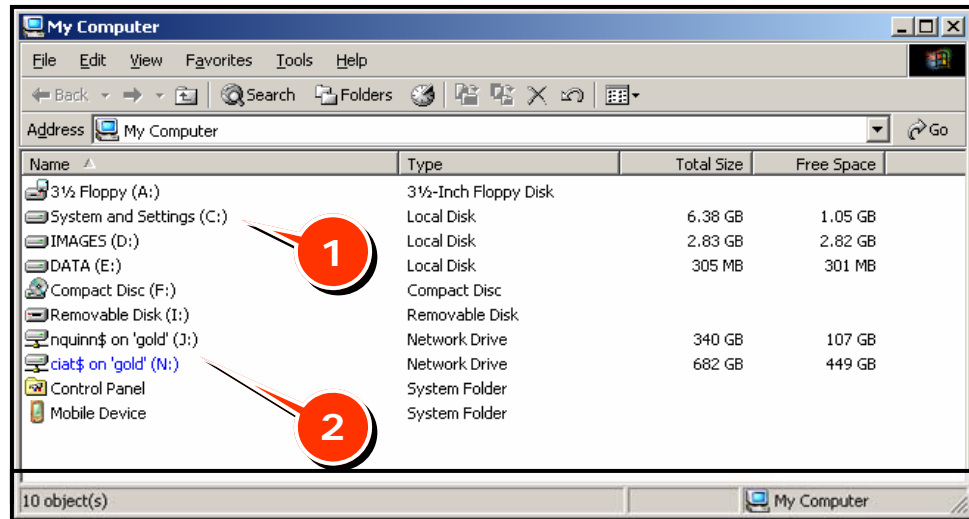 My Computer
File Edit View Favorites Tools Help
Back Search Folders
Address My Computer Go
Name Type Total Size Free Space
3½ Floppy (A:) 3½-Inch Floppy Disk
System and Settings (C:) Local Disk 6.38 GB 1.05 GB
IMAGES (D:) Local Disk 2.83 GB 2.82 GB
1
DATA (E:) Local Disk 305 MB 301 MB
Compact Disc (F:) Compact Disc
Removable Disk (I:) Removable Disk
nquinn$ on 'gold' (J:) Network Drive 340 GB 107 GB
ciat$ on 'gold' (N:) Network Drive 682 GB 449 GB
Control Panel System Folder
Mobile Device System Folder
2
10 object(s) My Computer